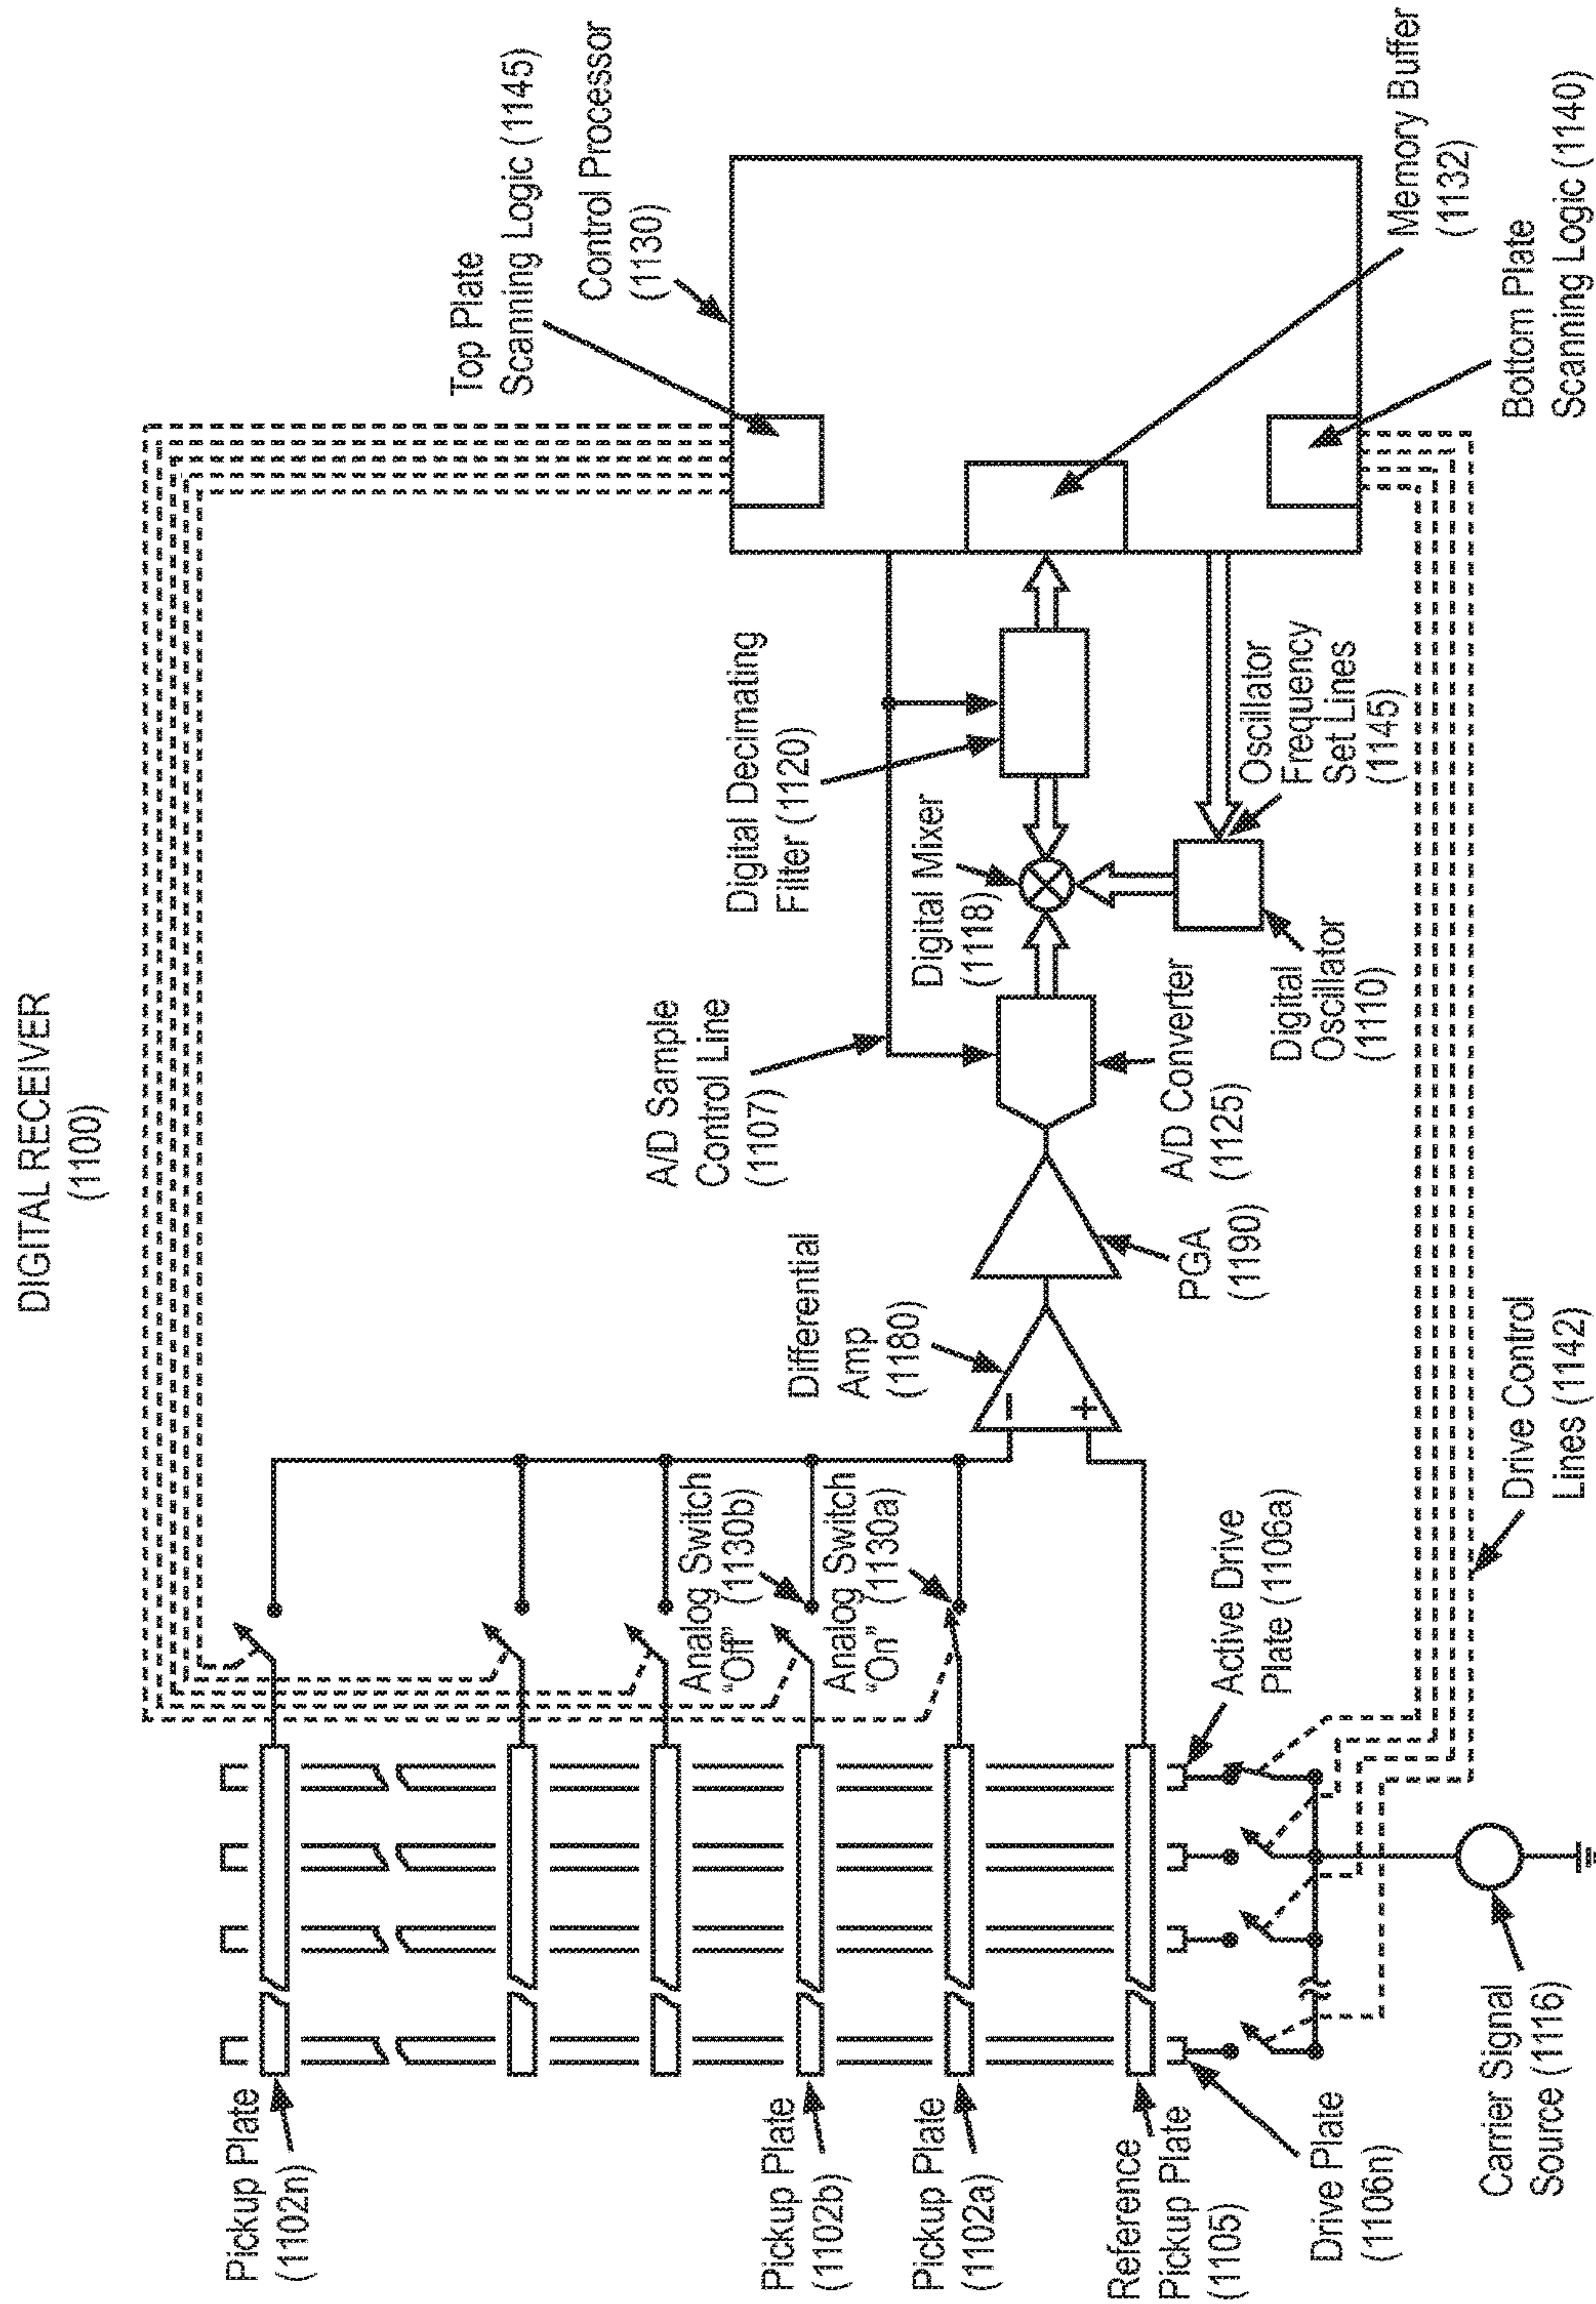 DIGITAL RECEIVER
(1100)
Top Plate
Scanning Logic (1145)
Control Processor
(1130)
Memory Buffer
(1132)
Bottom Plate
Scanning Logic (1140)
Digital Decimating
Filter (1120)
Digital Mixer
(1118)
Oscillator
Frequency
Set Lines
(1145)
Digital
Oscillator
(1110)
A/D Sample
Control Line
(1107)
A/D Converter
(1125)
PGA
(1190)
Differential
Amp
(1180)
−
+
Analog Switch
"Off" (1130b)
Analog Switch
"On" (1130a)
Active Drive
Plate (1106a)
Drive Control
Lines (1142)
Pickup Plate
(1102n)
Pickup Plate
(1102b)
Pickup Plate
(1102a)
Reference
Pickup Plate
(1105)
Drive Plate
(1106n)
Carrier Signal
Source (1116)